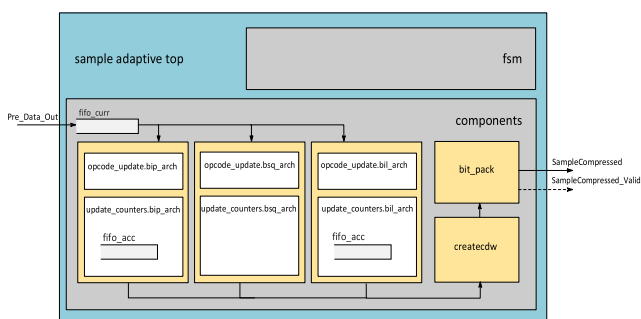 sample adaptive top
fsm
Pre_Data_Out
fifo_curr
components
opcode_update.bip_arch
opcode_update.bsq_arch
opcode_update.bil_arch
bit_pack
SampleCompressed
SampleCompressed_Valid
update_counters.bip_arch
update_counters.bsq_arch
update_counters.bil_arch
fifo_acc
fifo_acc
createcdw